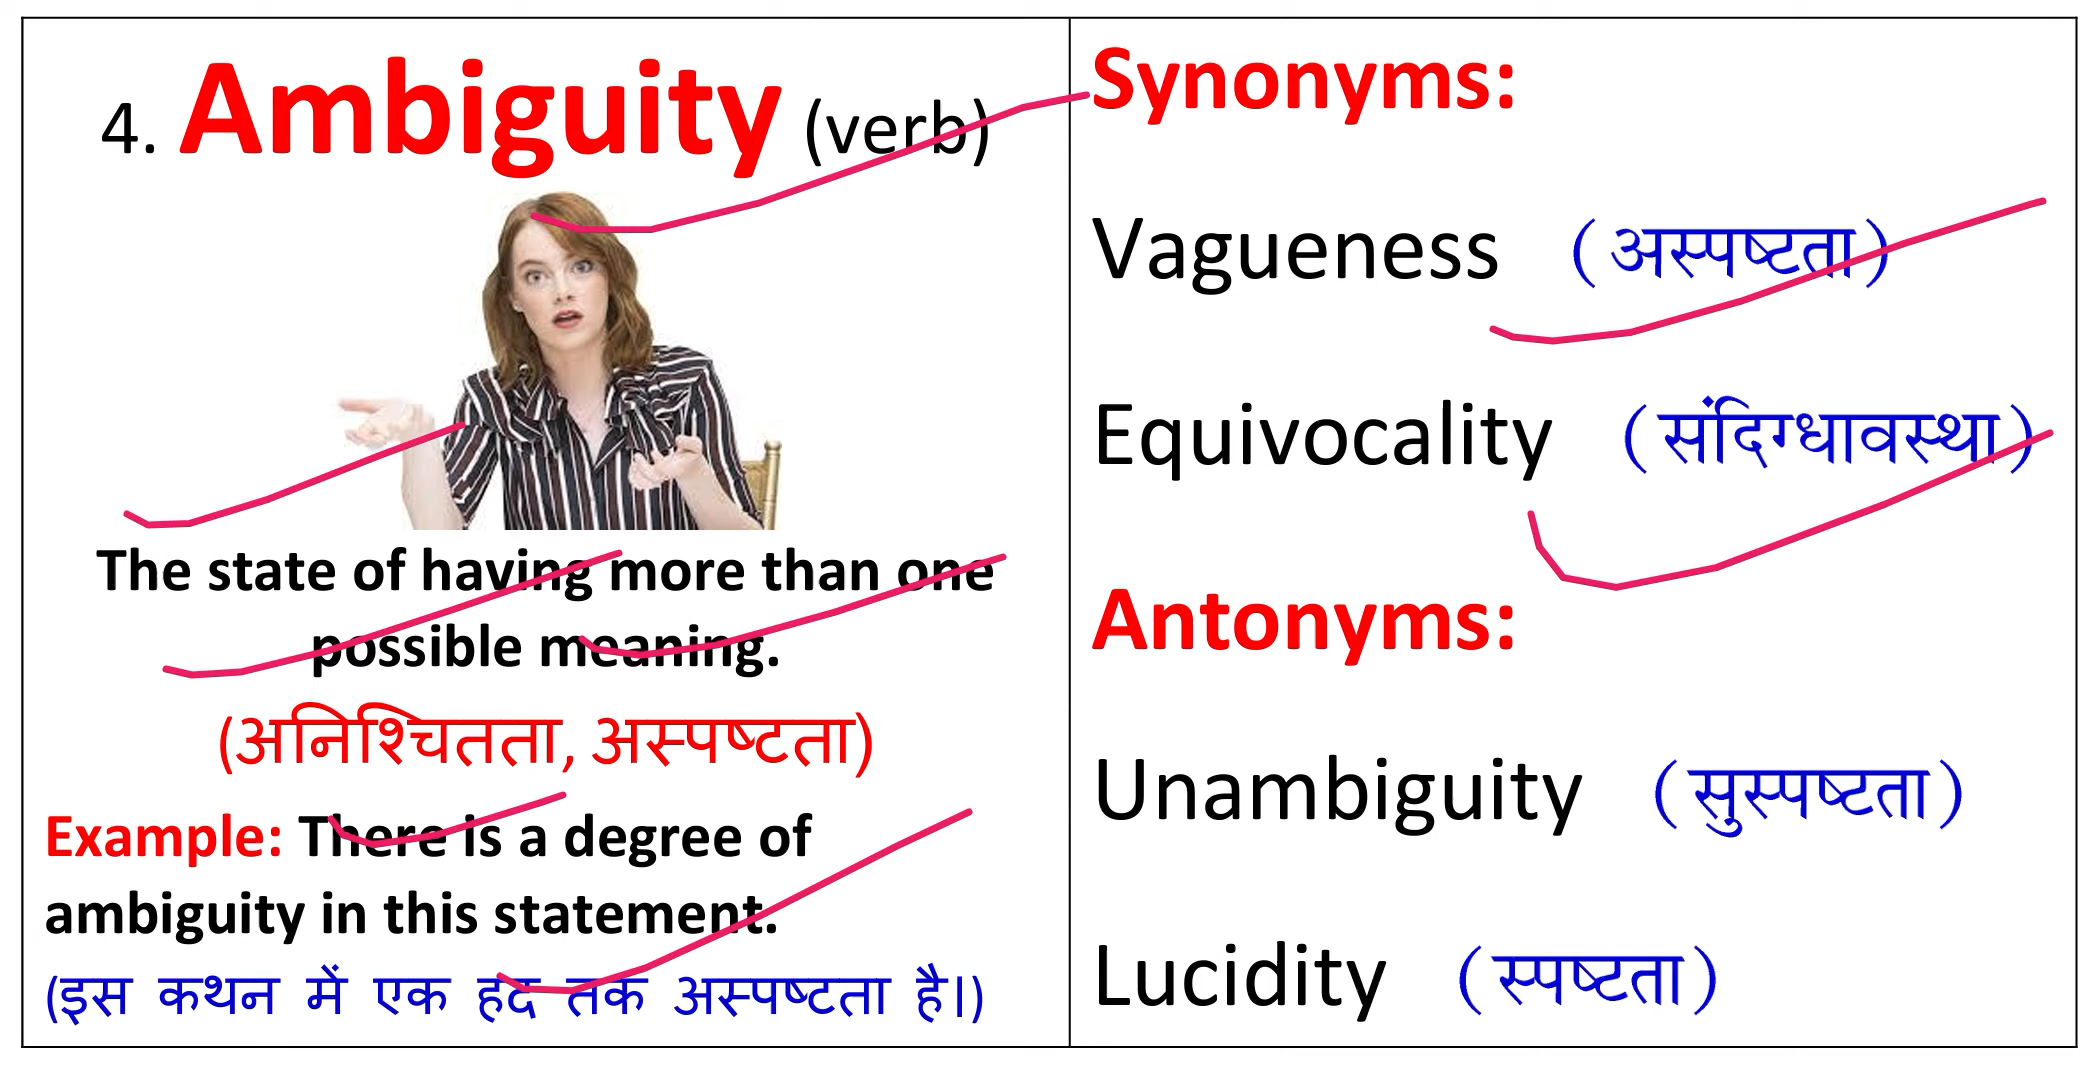 4. Ambiguity (verb)
The state of having more than one
possible meaning.
(अनिश्चितता, अस्पष्टता)
Example: There is a degree of
ambiguity in this statement.
(इस कथन में एक हद तक अस्पष्टता है।)
Synonyms:
Vagueness (अस्पष्टता)
Equivocality (संदिग्धावस्था)
Antonyms:
Unambiguity (सुस्पष्टता)
Lucidity (स्पष्टता)